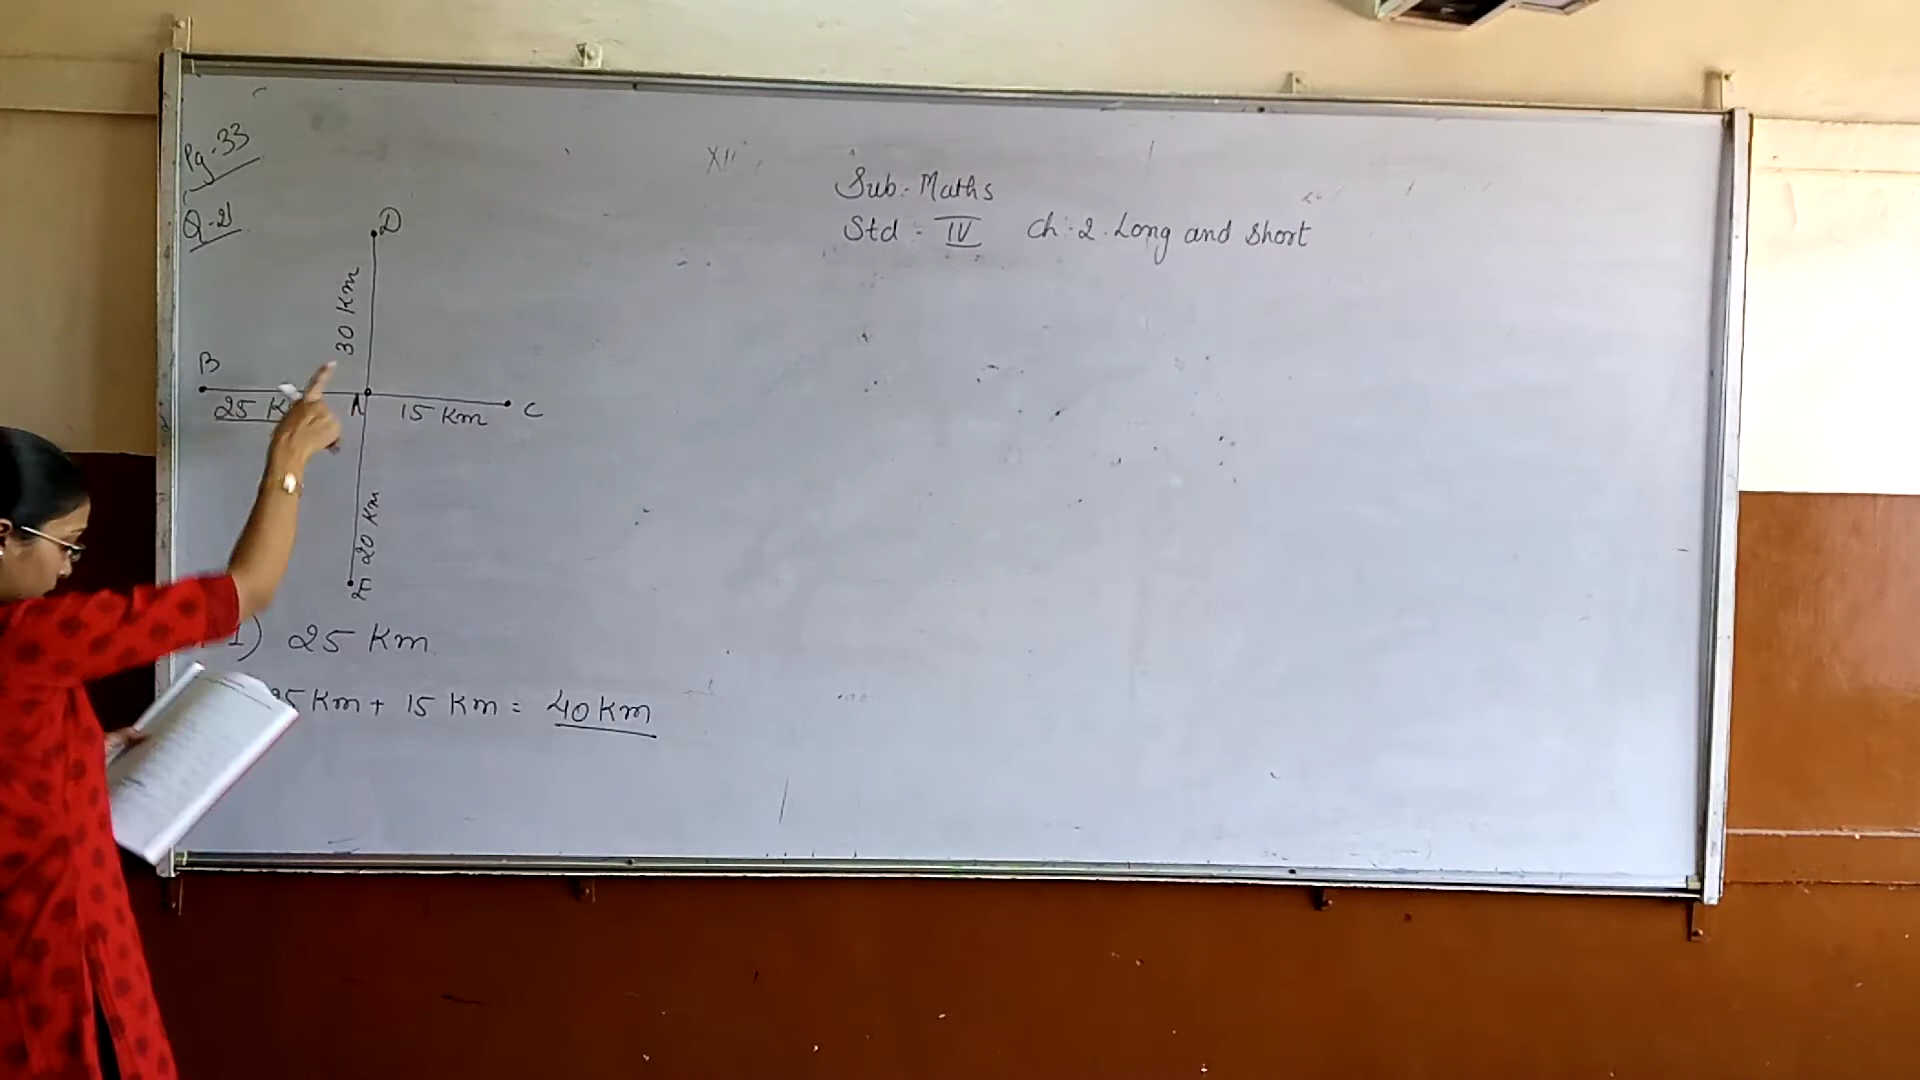 Pg-33
Q-2)
Sub:- Maths
Std:- IV Ch:-2. Long and Short
D
30 Km
B
25 K
A
15 Km
C
20 Km
E
1) 25 Km
25 Km + 15 Km = 40 Km